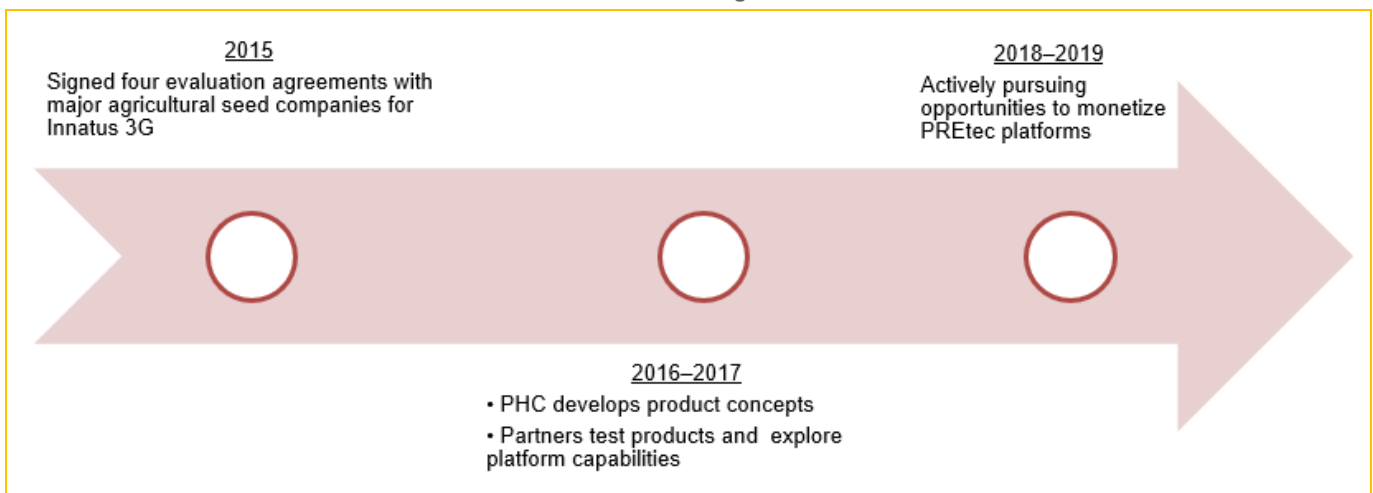 2015
Signed four evaluation agreements with
major agricultural seed companies for
Innatus 3G
2016–2017
• PHC develops product concepts
• Partners test products and explore
platform capabilities
2018–2019
Actively pursuing
opportunities to monetize
PREtec platforms